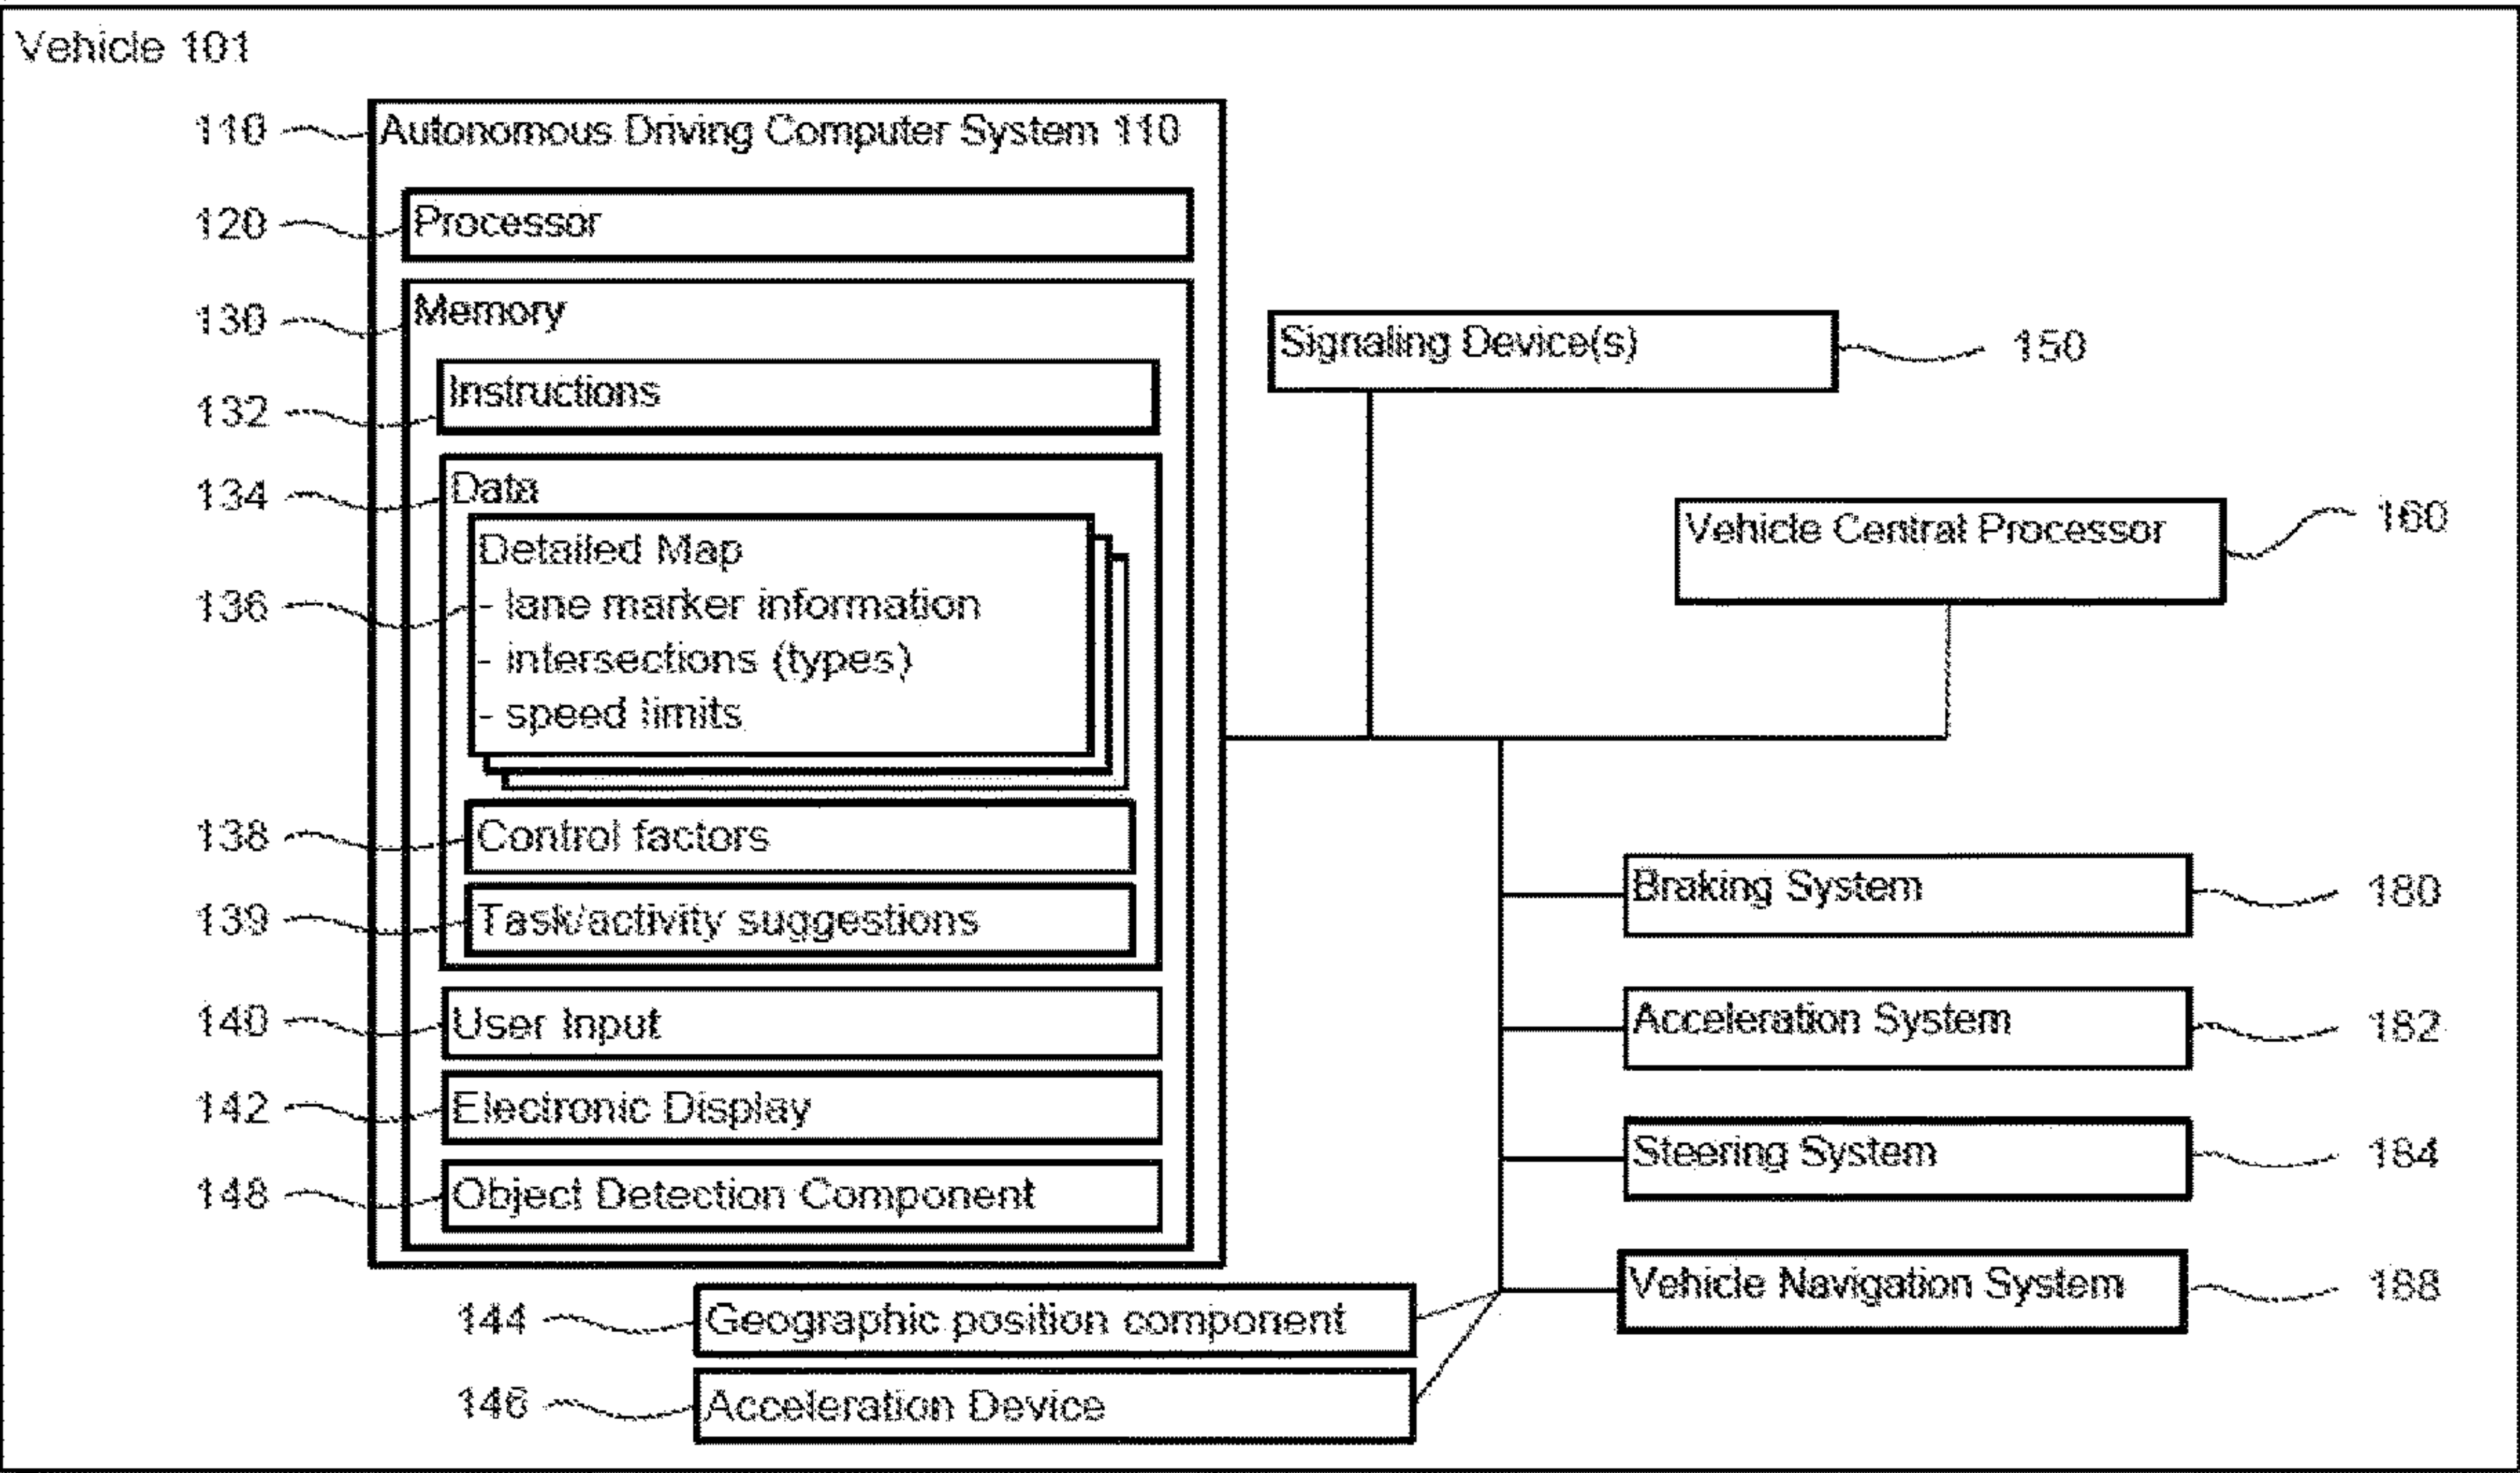 Vehicle 101
110 Autonomous Driving Computer System 110
120 Processor
130 Memory
132 Instructions
134 Data
136
Detailed Map
- lane marker information
- intersections (types)
- speed limits
138 Control factors
139 Task/activity suggestions
140 User Input
142 Electronic Display
148 Object Detection Component
144 Geographic position component
146 Acceleration Device
Signaling Device(s) 150
Vehicle Central Processor 160
Braking System 180
Acceleration System 182
Steering System 184
Vehicle Navigation System 188